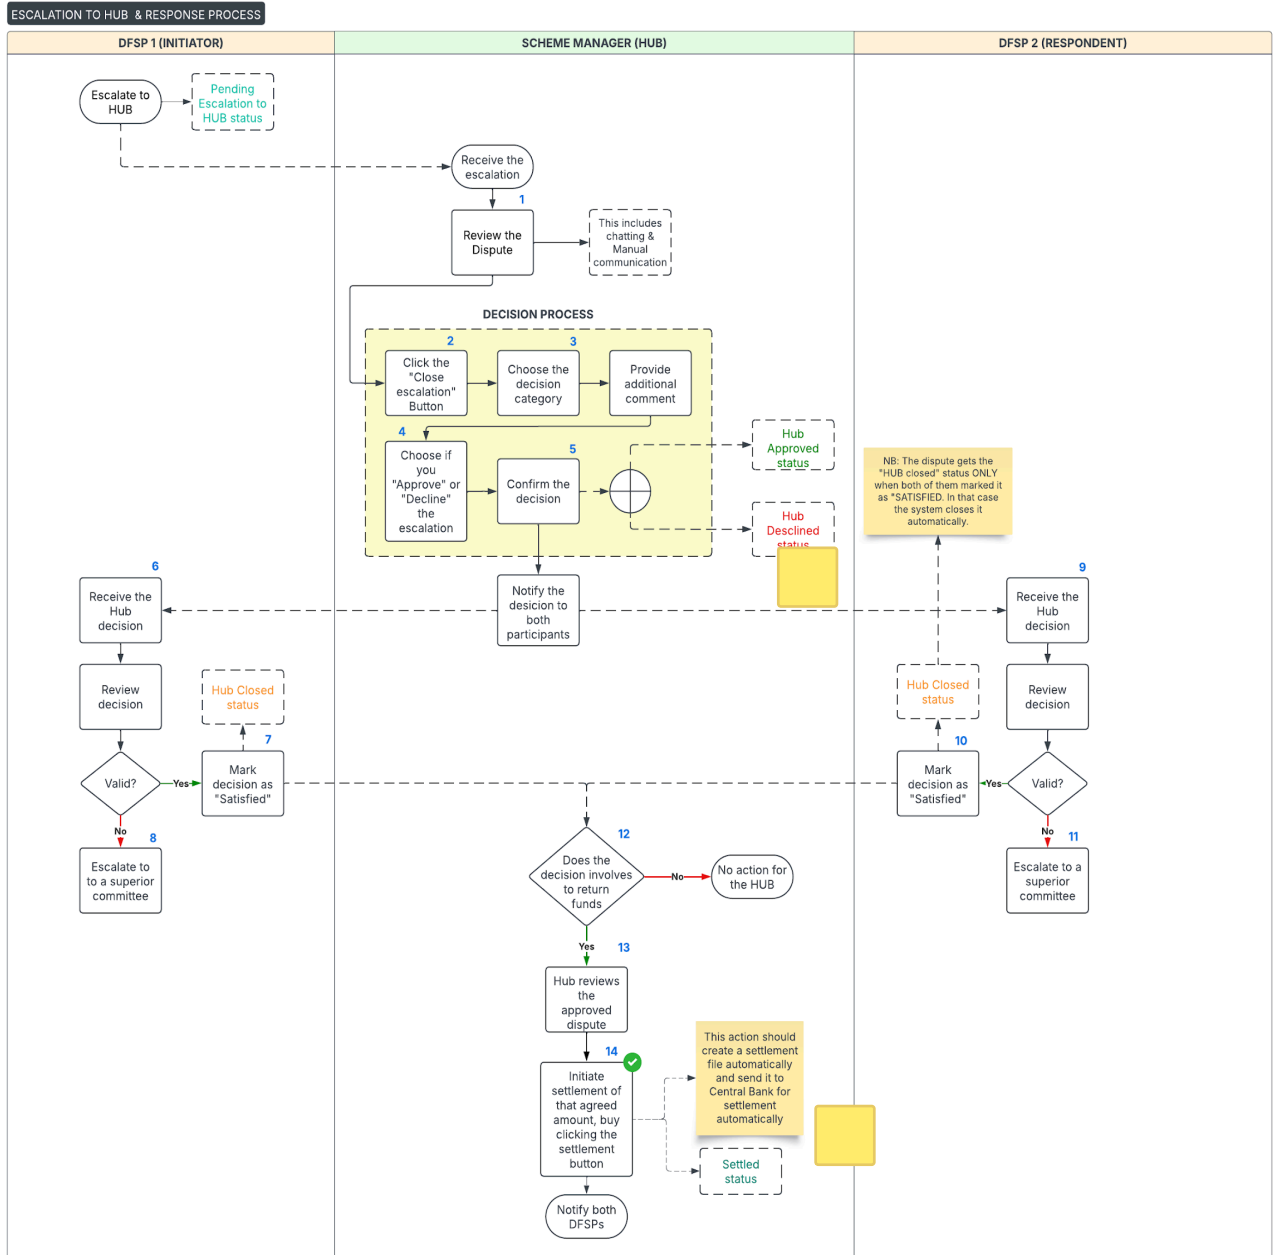 ESCALATION TO HUB & RESPONSE PROCESS
DFSP 1 (INITIATOR)
SCHEME MANAGER (HUB)
DFSP 2 (RESPONDENT)
Escalate to
HUB
Pending
Escalation to
HUB status
Receive the
escalation
1
Review the
Dispute
This includes
chatting &
Manual
communication
DECISION PROCESS
2
Click the
"Close
escalation"
Button
3
Choose the
decision
category
Provide
additional
comment
4
Choose if
you
"Approve" or
"Decline"
the
escalation
5
Confirm the
decision
Hub
Approved
status
Hub
Desclined
status
NB: The dispute gets the
"HUB closed" status ONLY
when both of them marked it
as "SATISFIED. In that case
the system closes it
automatically.
Notify the
desicion to
both
participants
6
Receive the
Hub
decision
Review
decision
Valid?
Yes
No
Hub Closed
status
7
Mark
decision as
"Satisfied"
8
Escalate to
to a superior
committee
9
Receive the
Hub
decision
Review
decision
Valid?
Yes
No
Hub Closed
status
10
Mark
decision as
"Satisfied"
11
Escalate to a
superior
committee
12
Does the
decision involves
to return
funds
No
No action for
the HUB
Yes
13
Hub reviews
the
approved
dispute
14
Initiate
settlement of
that agreed
amount, buy
clicking the
settlement
button
This action should
create a settlement
file automatically
and send it to
Central Bank for
settlement
automatically
Settled
status
Notify both
DFSPs